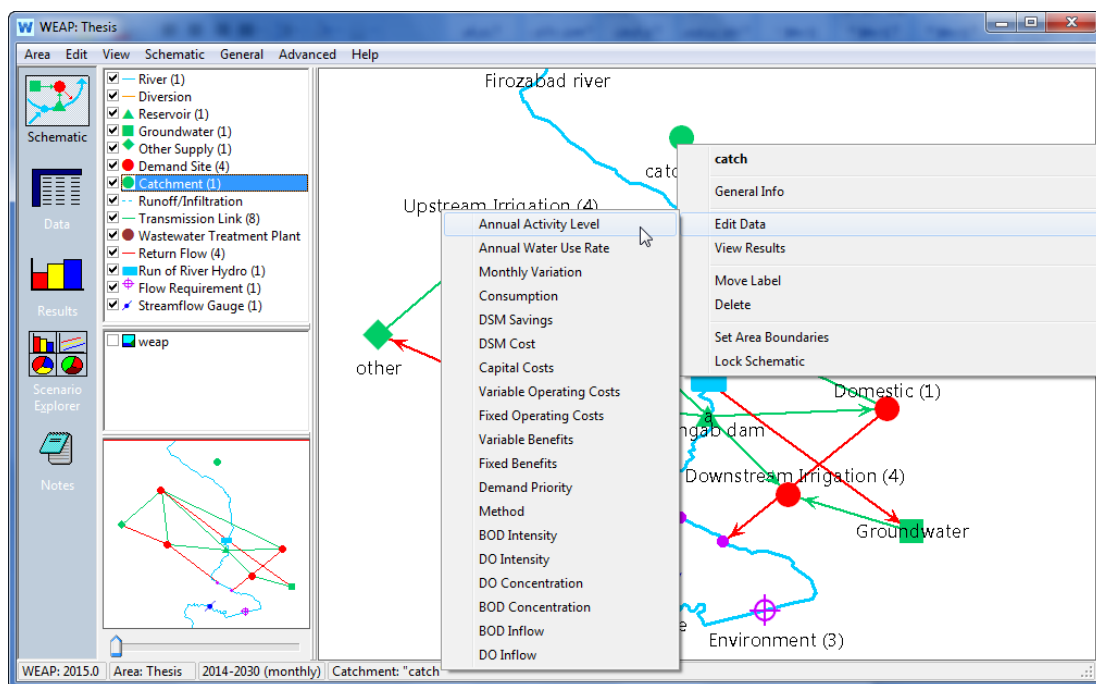 WEAP: Thesis
Area Edit View Schematic General Advanced Help
Schematic
Data
Results
Scenario
Explorer
Notes
River (1)
Diversion
Reservoir (1)
Groundwater (1)
Other Supply (1)
Demand Site (4)
Catchment (1)
Runoff/Infiltration
Transmission Link (8)
Wastewater Treatment Plant
Return Flow (4)
Run of River Hydro (1)
Flow Requirement (1)
Streamflow Gauge (1)
weap
Firozabad river
catc
Upstream Irrigation (4)
other
catch
General Info
Edit Data
View Results
Move Label
Delete
Set Area Boundaries
Lock Schematic
Annual Activity Level
Annual Water Use Rate
Monthly Variation
Consumption
DSM Savings
DSM Cost
Capital Costs
Variable Operating Costs
Fixed Operating Costs
Variable Benefits
Fixed Benefits
Demand Priority
Method
BOD Intensity
DO Intensity
DO Concentration
BOD Concentration
BOD Inflow
DO Inflow
Domestic (1)
a
ngab dam
Downstream Irrigation (4)
Groundwater
e
Environment (3)
WEAP: 2015.0 Area: Thesis 2014-2030 (monthly) Catchment: "catch